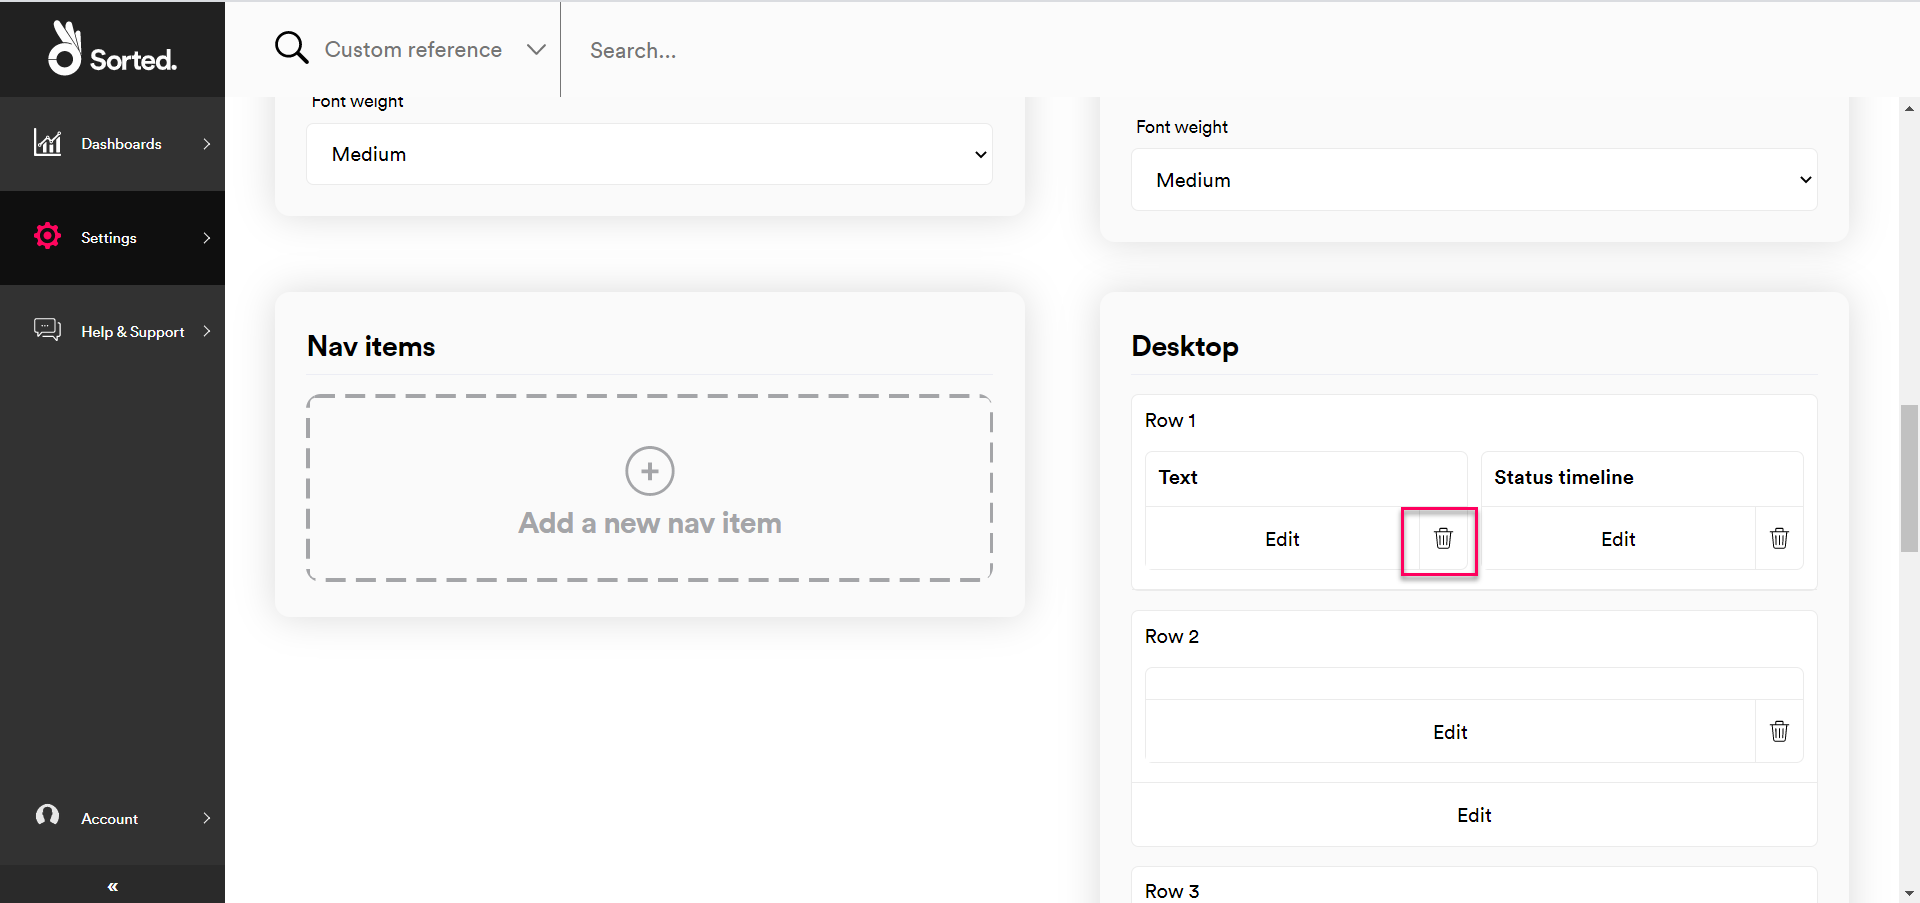 Sorted.
Custom reference
Search...
Dashboards
Settings
Help & Support
Account
«
Font weight
Medium
Font weight
Medium
Nav items
Add a new nav item
Desktop
Row 1
Text
Status timeline
Edit
Edit
Row 2
Edit
Edit
Row 3